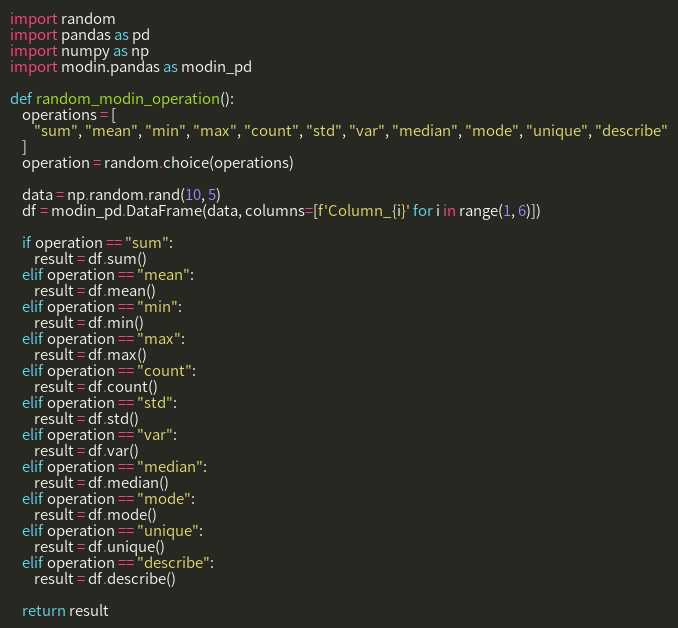 import random
import pandas as pd
import numpy as np
import modin.pandas as modin_pd

def random_modin_operation():
    operations = [
        "sum", "mean", "min", "max", "count", "std", "var", "median", "mode", "unique", "describe"
    ]
    operation = random.choice(operations)

    data = np.random.rand(10, 5)
    df = modin_pd.DataFrame(data, columns=[f'Column_{i}' for i in range(1, 6)])

    if operation == "sum":
        result = df.sum()
    elif operation == "mean":
        result = df.mean()
    elif operation == "min":
        result = df.min()
    elif operation == "max":
        result = df.max()
    elif operation == "count":
        result = df.count()
    elif operation == "std":
        result = df.std()
    elif operation == "var":
        result = df.var()
    elif operation == "median":
        result = df.median()
    elif operation == "mode":
        result = df.mode()
    elif operation == "unique":
        result = df.unique()
    elif operation == "describe":
        result = df.describe()

    return result